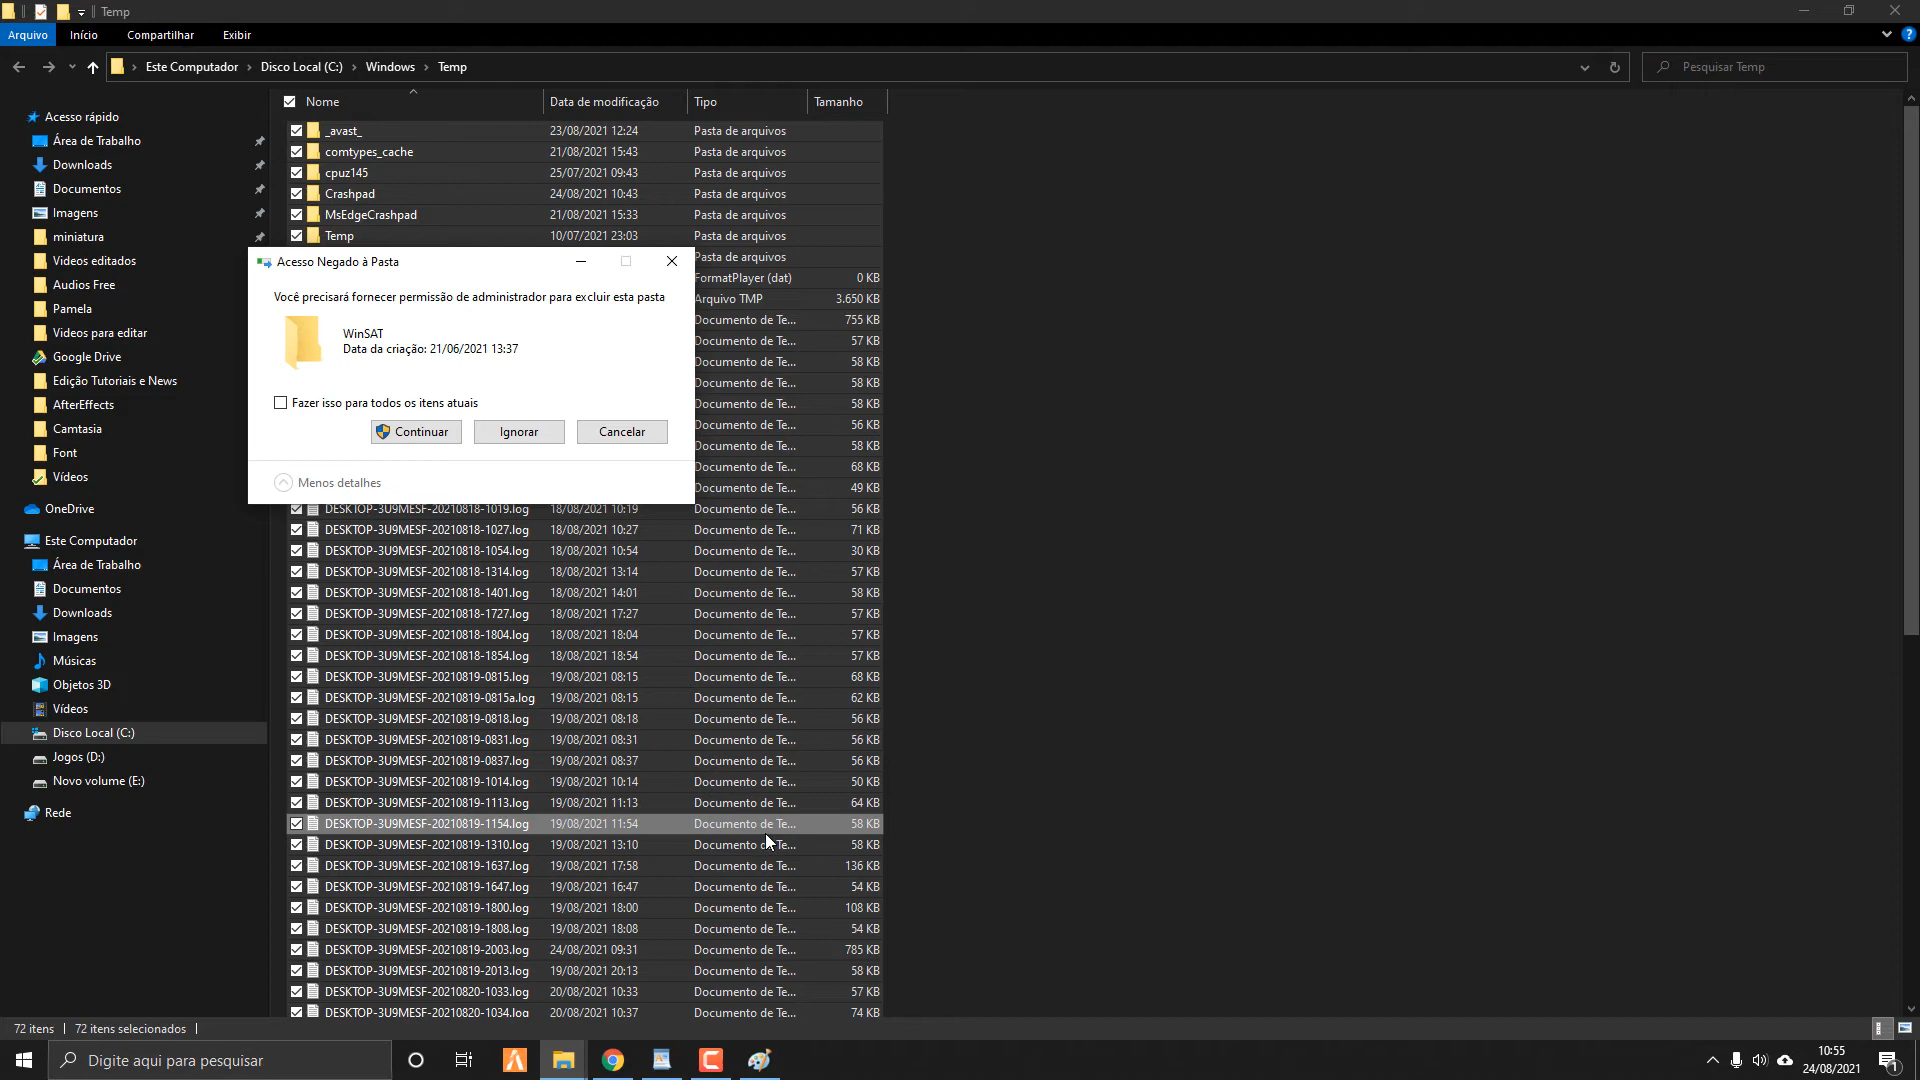 Temp
Arquivo Início Compartilhar Exibir
Este Computador Disco Local (C:) Windows Temp
Pesquisar Temp
Nome Data de modificação Tipo Tamanho
_avast_ 23/08/2021 12:24 Pasta de arquivos
comtypes_cache 21/08/2021 15:43 Pasta de arquivos
cpuz145 25/07/2021 09:43 Pasta de arquivos
Crashpad 24/08/2021 10:43 Pasta de arquivos
MsEdgeCrashpad 21/08/2021 15:33 Pasta de arquivos
Temp 10/07/2021 23:03 Pasta de arquivos
Pasta de arquivos
FormatPlayer (dat) 0 KB
Arquivo TMP 3.650 KB
Documento de Te... 755 KB
Documento de Te... 57 KB
Documento de Te... 58 KB
Documento de Te... 58 KB
Documento de Te... 58 KB
Documento de Te... 56 KB
Documento de Te... 58 KB
Documento de Te... 68 KB
Documento de Te... 49 KB
DESKTOP-3U9MESF-20210818-1019.log 18/08/2021 10:19 Documento de Te... 56 KB
DESKTOP-3U9MESF-20210818-1027.log 18/08/2021 10:27 Documento de Te... 71 KB
DESKTOP-3U9MESF-20210818-1054.log 18/08/2021 10:54 Documento de Te... 30 KB
DESKTOP-3U9MESF-20210818-1314.log 18/08/2021 13:14 Documento de Te... 57 KB
DESKTOP-3U9MESF-20210818-1401.log 18/08/2021 14:01 Documento de Te... 58 KB
DESKTOP-3U9MESF-20210818-1727.log 18/08/2021 17:27 Documento de Te... 57 KB
DESKTOP-3U9MESF-20210818-1804.log 18/08/2021 18:04 Documento de Te... 57 KB
DESKTOP-3U9MESF-20210818-1854.log 18/08/2021 18:54 Documento de Te... 57 KB
DESKTOP-3U9MESF-20210819-0815.log 19/08/2021 08:15 Documento de Te... 68 KB
DESKTOP-3U9MESF-20210819-0815a.log 19/08/2021 08:15 Documento de Te... 62 KB
DESKTOP-3U9MESF-20210819-0818.log 19/08/2021 08:18 Documento de Te... 56 KB
DESKTOP-3U9MESF-20210819-0831.log 19/08/2021 08:31 Documento de Te... 56 KB
DESKTOP-3U9MESF-20210819-0837.log 19/08/2021 08:37 Documento de Te... 56 KB
DESKTOP-3U9MESF-20210819-1014.log 19/08/2021 10:14 Documento de Te... 50 KB
DESKTOP-3U9MESF-20210819-1113.log 19/08/2021 11:13 Documento de Te... 64 KB
DESKTOP-3U9MESF-20210819-1154.log 19/08/2021 11:54 Documento de Te... 58 KB
DESKTOP-3U9MESF-20210819-1310.log 19/08/2021 13:10 Documento de Te... 58 KB
DESKTOP-3U9MESF-20210819-1637.log 19/08/2021 17:58 Documento de Te... 136 KB
DESKTOP-3U9MESF-20210819-1647.log 19/08/2021 16:47 Documento de Te... 54 KB
DESKTOP-3U9MESF-20210819-1800.log 19/08/2021 18:00 Documento de Te... 108 KB
DESKTOP-3U9MESF-20210819-1808.log 19/08/2021 18:08 Documento de Te... 54 KB
DESKTOP-3U9MESF-20210819-2003.log 24/08/2021 09:31 Documento de Te... 785 KB
DESKTOP-3U9MESF-20210819-2013.log 19/08/2021 20:13 Documento de Te... 58 KB
DESKTOP-3U9MESF-20210820-1033.log 20/08/2021 10:33 Documento de Te... 57 KB
DESKTOP-3U9MESF-20210820-1034.log 20/08/2021 10:37 Documento de Te... 74 KB
Acesso rápido
Área de Trabalho
Downloads
Documentos
Imagens
miniatura
Videos editados
Audios Free
Pamela
Videos para editar
Google Drive
Edição Tutoriais e News
AfterEffects
Camtasia
Font
Vídeos
OneDrive
Este Computador
Área de Trabalho
Documentos
Downloads
Imagens
Músicas
Objetos 3D
Vídeos
Disco Local (C:)
Jogos (D:)
Novo volume (E:)
Rede
Acesso Negado à Pasta
Você precisará fornecer permissão de administrador para excluir esta pasta
WinSAT
Data da criação: 21/06/2021 13:37
Fazer isso para todos os itens atuais
Continuar Ignorar Cancelar
Menos detalhes
72 itens 72 itens selecionados
Digite aqui para pesquisar
10:55
24/08/2021
1